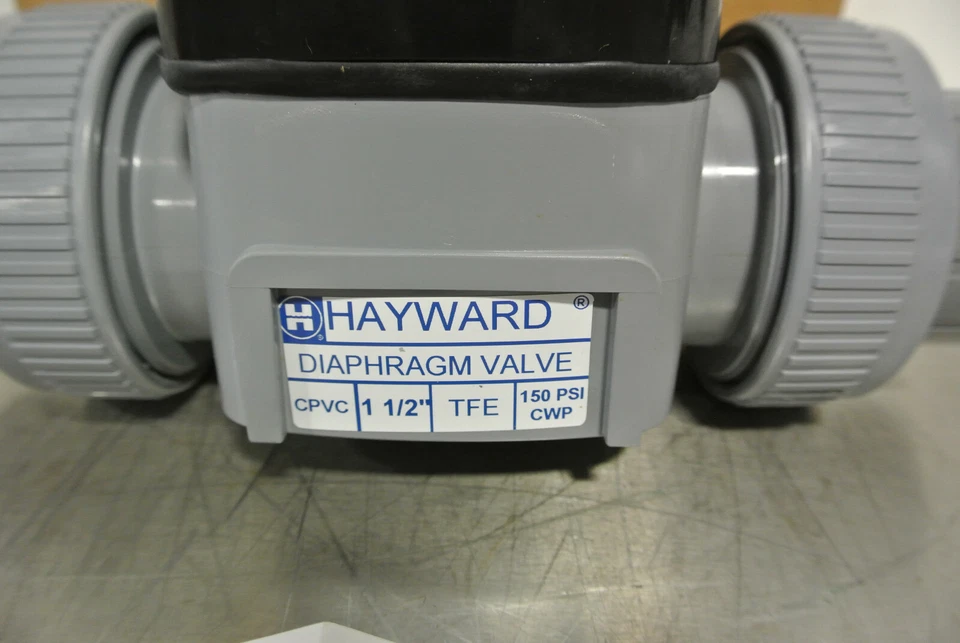 H HAYWARD ®
DIAPHRAGM VALVE
CPVC 1 1/2" TFE 150 PSI CWP